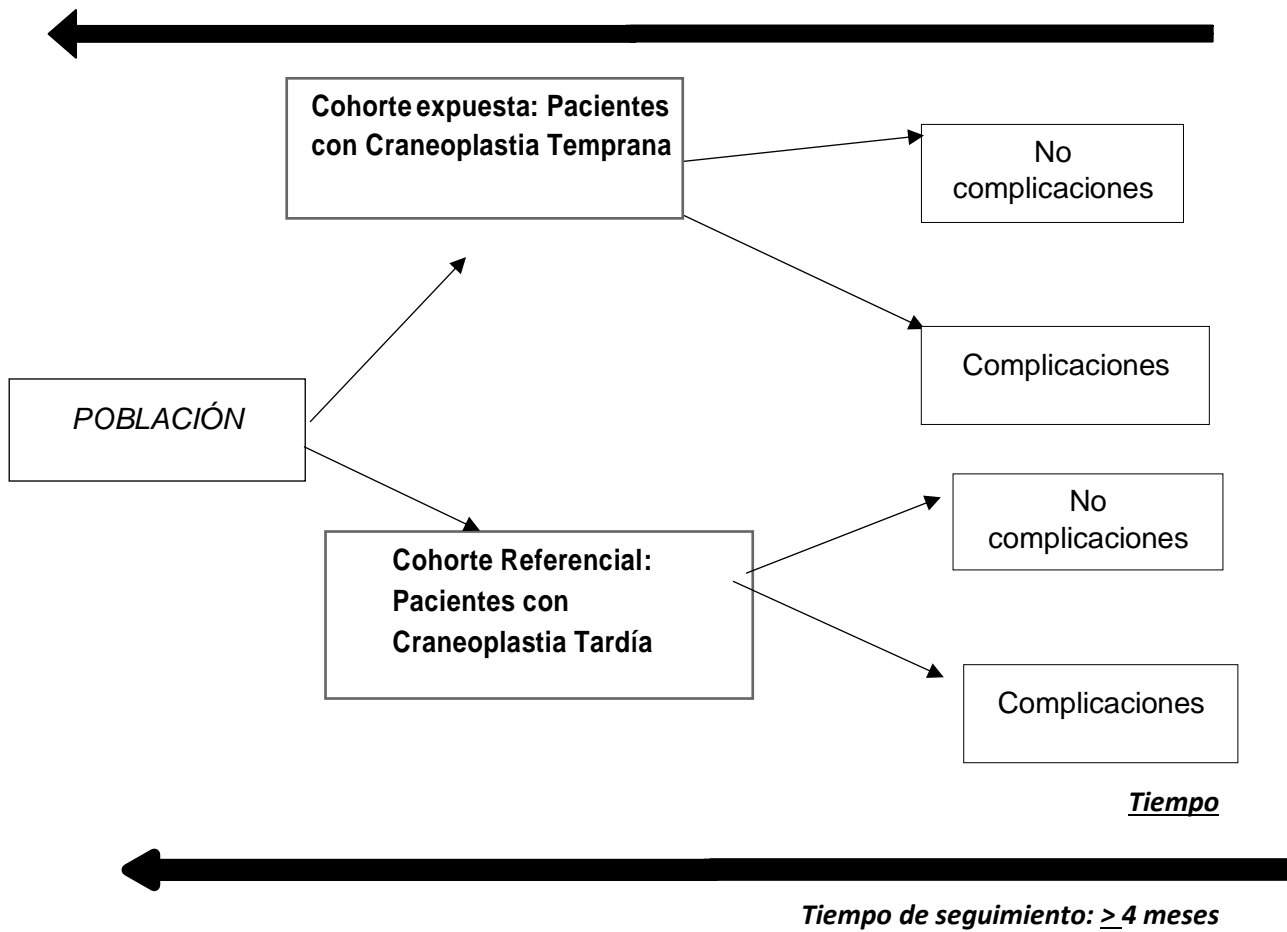 Cohorte expuesta: Pacientes
con Craneoplastia Temprana
No
complicaciones
Complicaciones
POBLACIÓN
No
complicaciones
Cohorte Referencial:
Pacientes con
Craneoplastia Tardía
Complicaciones
Tiempo
Tiempo de seguimiento: > 4 meses